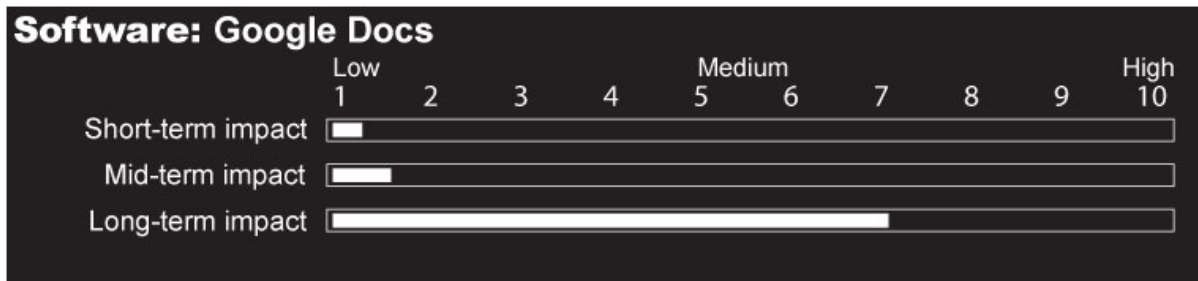 Software: Google Docs
Low Medium High
1 2 3 4 5 6 7 8 9 10
Short-term impact
Mid-term impact
Long-term impact